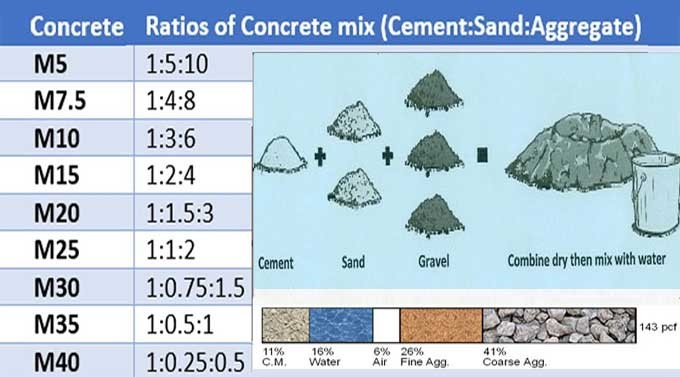 Concrete Ratios of Concrete mix (Cement:Sand:Aggregate)
M5 1:5:10
M7.5 1:4:8
M10 1:3:6
M15 1:2:4
M20 1:1.5:3
M25 1:1:2
M30 1:0.75:1.5
M35 1:0.5:1
M40 1:0.25:0.5
Cement Sand Gravel Combine dry then mix with water
143 pcf
11% 16% 6% 26% 41%
C.M. Water Air Fine Agg. Coarse Agg.